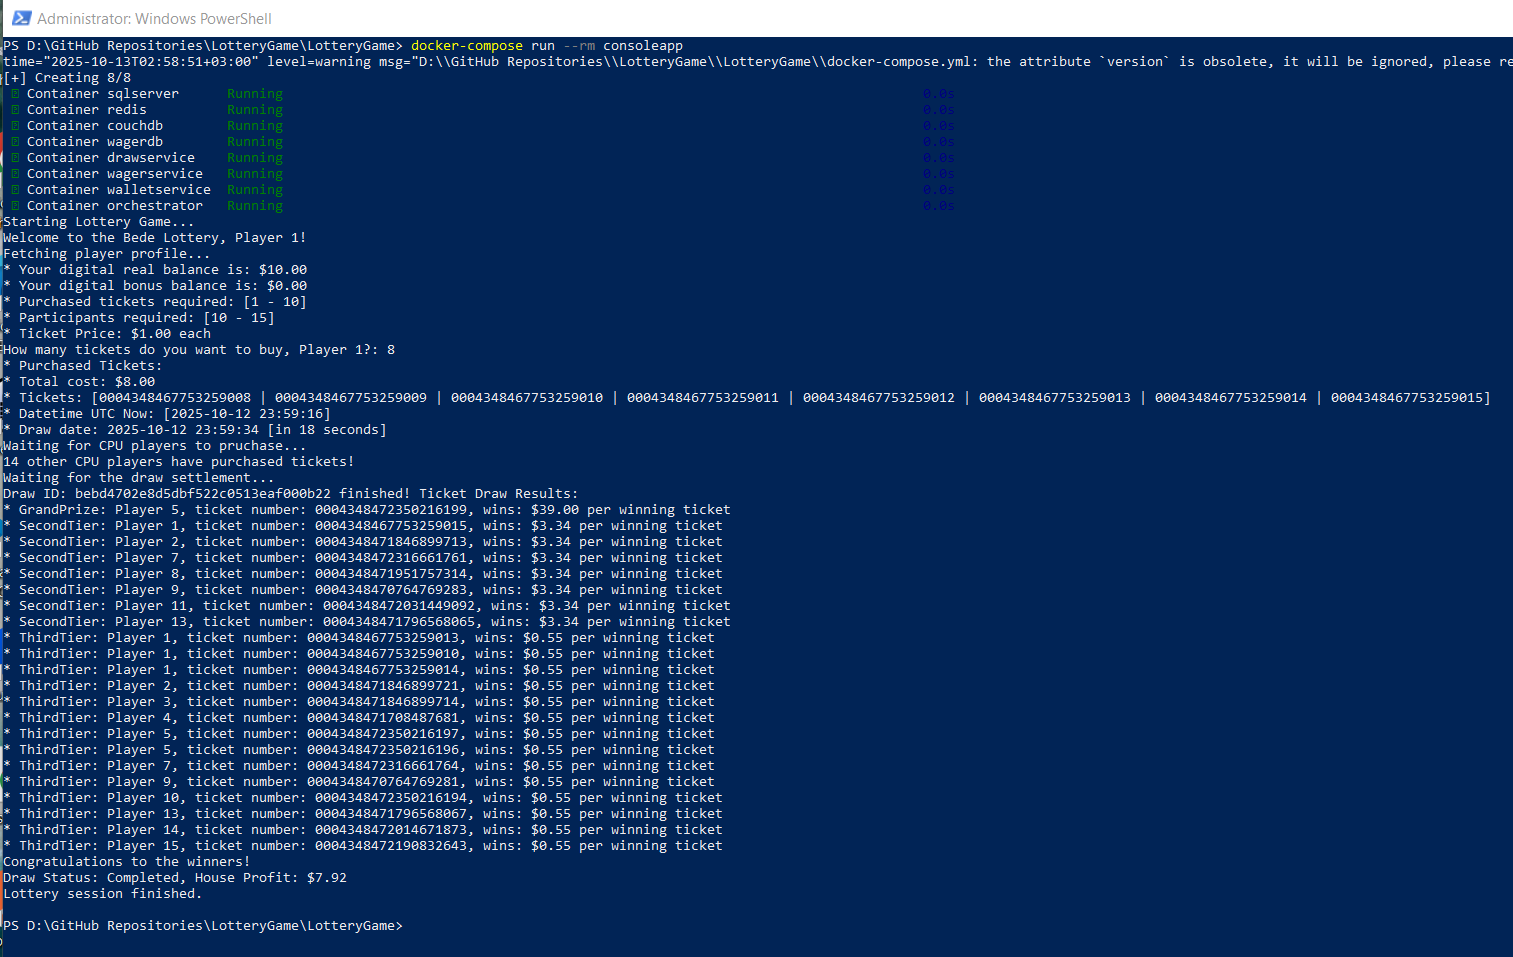 Administrator: Windows PowerShell
PS D:\GitHub Repositories\LotteryGame\LotteryGame> docker-compose run --rm consoleapp
time="2025-10-13T02:58:51+03:00" level=warning msg="D:\\GitHub Repositories\\LotteryGame\\LotteryGame\\docker-compose.yml: the attribute `version` is obsolete, it will be ignored, please re
[+] Creating 8/8
Container sqlserver Running 0.0s
Container redis Running 0.0s
Container couchdb Running 0.0s
Container wagerdb Running 0.0s
Container drawservice Running 0.0s
Container wagerservice Running 0.0s
Container walletservice Running 0.0s
Container orchestrator Running 0.0s
Starting Lottery Game...
Welcome to the Bede Lottery, Player 1!
Fetching player profile...
* Your digital real balance is: $10.00
* Your digital bonus balance is: $0.00
* Purchased tickets required: [1 - 10]
* Participants required: [10 - 15]
* Ticket Price: $1.00 each
How many tickets do you want to buy, Player 1?: 8
* Purchased Tickets:
* Total cost: $8.00
* Tickets: [0004348467753259008 | 0004348467753259009 | 0004348467753259010 | 0004348467753259011 | 0004348467753259012 | 0004348467753259013 | 0004348467753259014 | 0004348467753259015]
* Datetime UTC Now: [2025-10-12 23:59:16]
* Draw date: 2025-10-12 23:59:34 [in 18 seconds]
Waiting for CPU players to pruchase...
14 other CPU players have purchased tickets!
Waiting for the draw settlement...
Draw ID: bebd4702e8d5dbf522c0513eaf000b22 finished! Ticket Draw Results:
* GrandPrize: Player 5, ticket number: 0004348472350216199, wins: $39.00 per winning ticket
* SecondTier: Player 1, ticket number: 0004348467753259015, wins: $3.34 per winning ticket
* SecondTier: Player 2, ticket number: 0004348471846899713, wins: $3.34 per winning ticket
* SecondTier: Player 7, ticket number: 0004348472316661761, wins: $3.34 per winning ticket
* SecondTier: Player 8, ticket number: 0004348471951757314, wins: $3.34 per winning ticket
* SecondTier: Player 9, ticket number: 0004348470764769283, wins: $3.34 per winning ticket
* SecondTier: Player 11, ticket number: 0004348472031449092, wins: $3.34 per winning ticket
* SecondTier: Player 13, ticket number: 0004348471796568065, wins: $3.34 per winning ticket
* ThirdTier: Player 1, ticket number: 0004348467753259013, wins: $0.55 per winning ticket
* ThirdTier: Player 1, ticket number: 0004348467753259010, wins: $0.55 per winning ticket
* ThirdTier: Player 1, ticket number: 0004348467753259014, wins: $0.55 per winning ticket
* ThirdTier: Player 2, ticket number: 0004348471846899721, wins: $0.55 per winning ticket
* ThirdTier: Player 3, ticket number: 0004348471846899714, wins: $0.55 per winning ticket
* ThirdTier: Player 4, ticket number: 0004348471708487681, wins: $0.55 per winning ticket
* ThirdTier: Player 5, ticket number: 0004348472350216197, wins: $0.55 per winning ticket
* ThirdTier: Player 5, ticket number: 0004348472350216196, wins: $0.55 per winning ticket
* ThirdTier: Player 7, ticket number: 0004348472316661764, wins: $0.55 per winning ticket
* ThirdTier: Player 9, ticket number: 0004348470764769281, wins: $0.55 per winning ticket
* ThirdTier: Player 10, ticket number: 0004348472350216194, wins: $0.55 per winning ticket
* ThirdTier: Player 13, ticket number: 0004348471796568067, wins: $0.55 per winning ticket
* ThirdTier: Player 14, ticket number: 0004348472014671873, wins: $0.55 per winning ticket
* ThirdTier: Player 15, ticket number: 0004348472190832643, wins: $0.55 per winning ticket
Congratulations to the winners!
Draw Status: Completed, House Profit: $7.92
Lottery session finished.
PS D:\GitHub Repositories\LotteryGame\LotteryGame>